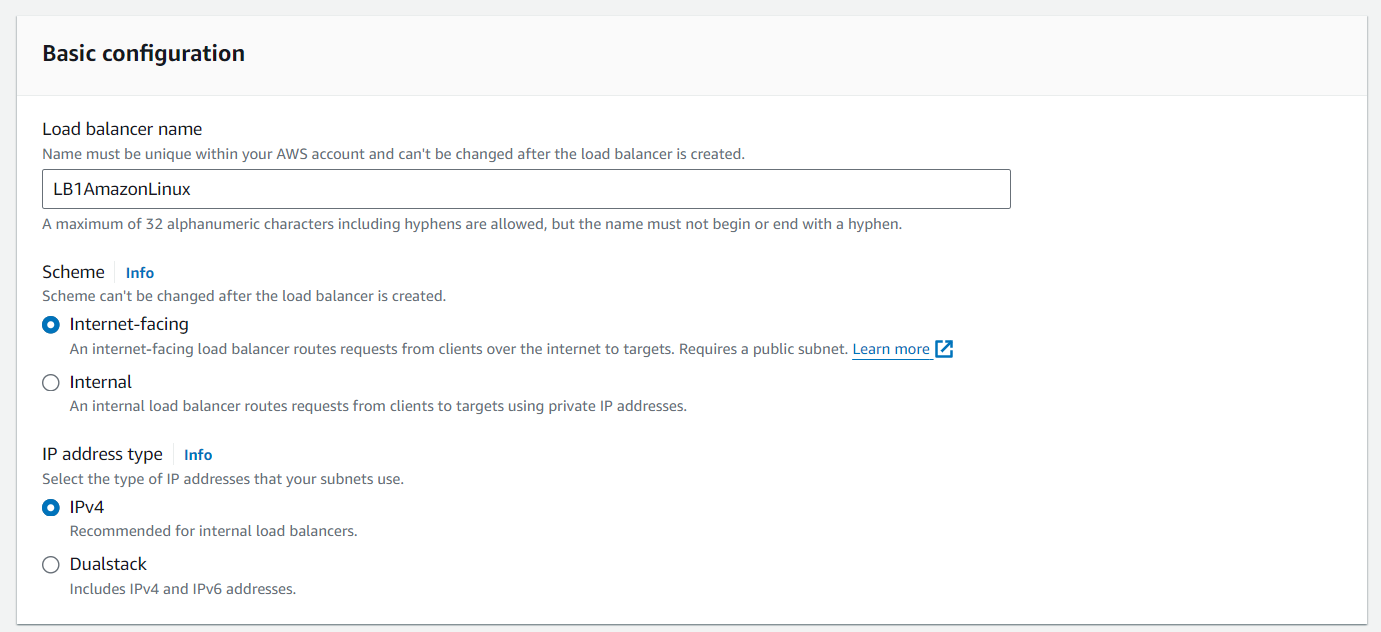 Basic configuration
Load balancer name
Name must be unique within your AWS account and can't be changed after the load balancer is created.
LB1AmazonLinux
A maximum of 32 alphanumeric characters including hyphens are allowed, but the name must not begin or end with a hyphen.
Scheme Info
Scheme can't be changed after the load balancer is created.
Internet-facing
An internet-facing load balancer routes requests from clients over the internet to targets. Requires a public subnet. Learn more
Internal
An internal load balancer routes requests from clients to targets using private IP addresses.
IP address type Info
Select the type of IP addresses that your subnets use.
IPv4
Recommended for internal load balancers.
Dualstack
Includes IPv4 and IPv6 addresses.